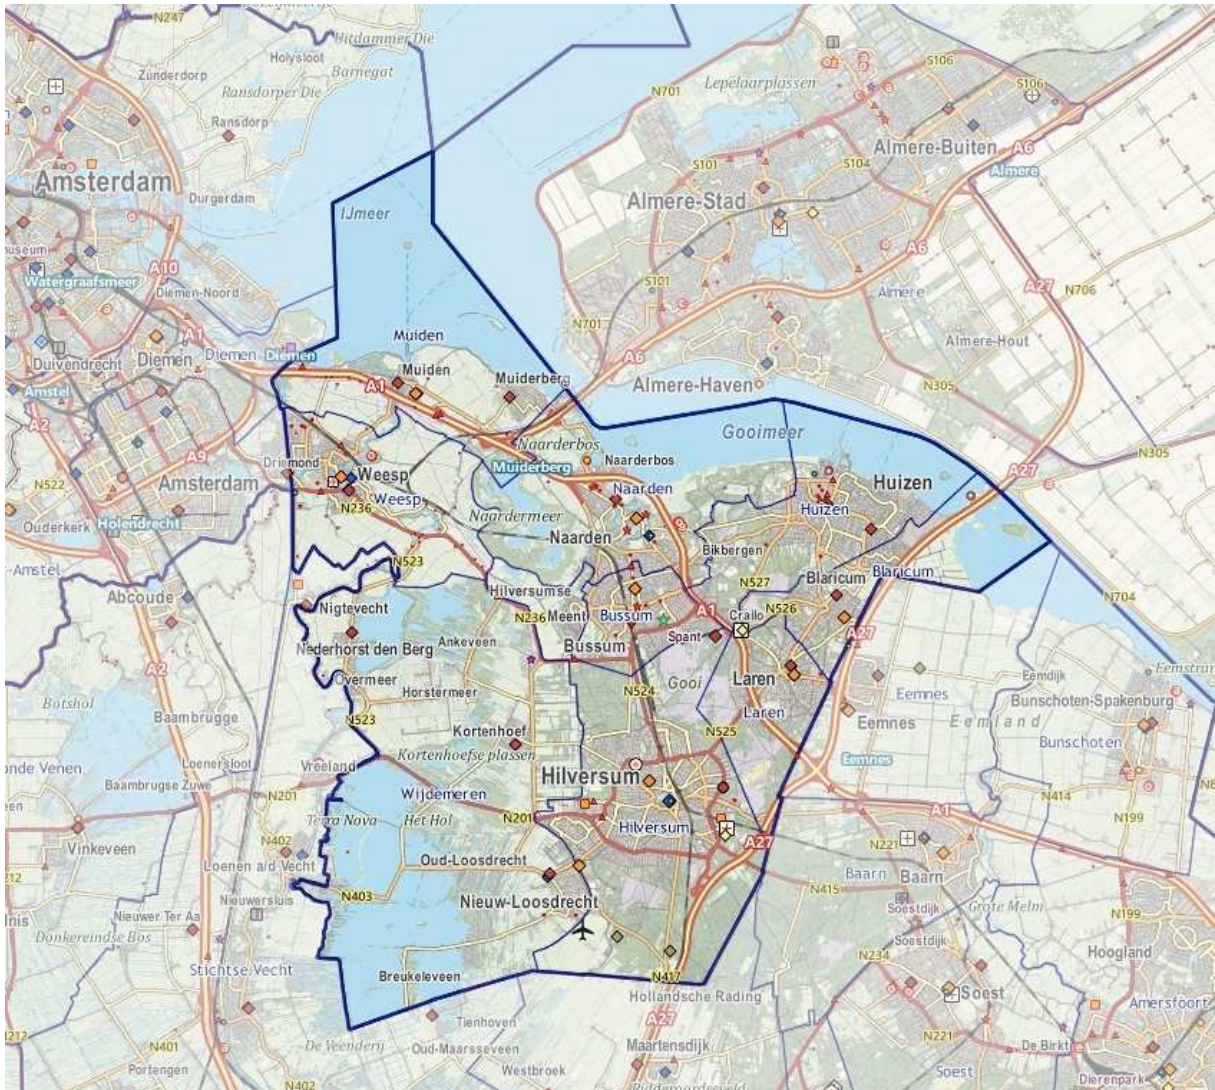 N247
Uitdammer Die
Holysloot
Zunderdorp
Barnegat
Ransdorper Die
Ransdorp
Amsterdam
Durgerdam
IJmeer
museum
A10
Watergraafsmeer
Diemen-Noord
A1
Duivendrecht
Diemen
Diemen
Diemen
Amstel
A2
A9
Driemond
Amsterdam
N522
Ouderkerk
Holendrecht
-Amstel
Abcoude
Muiden
Muiden
Muiderberg
A1
Weesp
Weesp
N236
Naardermeer
Muiderberg
Naarderbos
Naarderbos
Naarden
Naarden
N523
Hilversumse
Meent
N236
Bussum
Bussum
Spant
A1
Crailo
Bikbergen
N527
N526
Gooimeer
Huizen
Huizen
Blaricum
Blaricum
Laren
Laren
Gooi
N524
N525
A27
Lepelaarplassen
N701
S106
S106
S101
S104
Almere-Buiten
A6
Almere
Almere-Stad
A6
S101
Almere
A27
N706
N701
A6
Almere-Hout
Almere-Haven
N305
N305
A27
N704
Eemstran
Nigtevecht
Nederhorst den Berg
Ankeveen
Overmeer
Horstermeer
N523
Kortenhoef
Kortenhoefse plassen
Botshol
A2
Baambrugge
Loenersloot
Vreeland
onde Venen
Baambrugse Zuwe
N201
Wijdemeren
Hilversum
Hilversum
N201
Terra Nova
Het Hol
N402
Vinkeveen
Loenen a/d Vecht
Oud-Loosdrecht
N403
Nieuwersluis
Nieuw-Loosdrecht
Nieuwer Ter Aa
Donkereindse Bos
Stichtse Vecht
Breukeleveen
N417
Hollandsche Rading
Tienhoven
De Veenderij
Oud-Maarsseveen
A27
Maartensdijk
Westbroek
N401
Portengen
N402
N212
A27
Eemnes
Eemnes
Eemnes
Eemland
Eemdijk
Bunschoten-Spakenburg
Bunschoten
A1
N414
N199
N221
Baarn
Baarn
N415
Soestdijk
Soestdijk
Grote Melm
N199
Hoogland
N234
Soest
Amersfoort
N221
De Birkt
Soest
Dierenpark
Ridderoordseveld